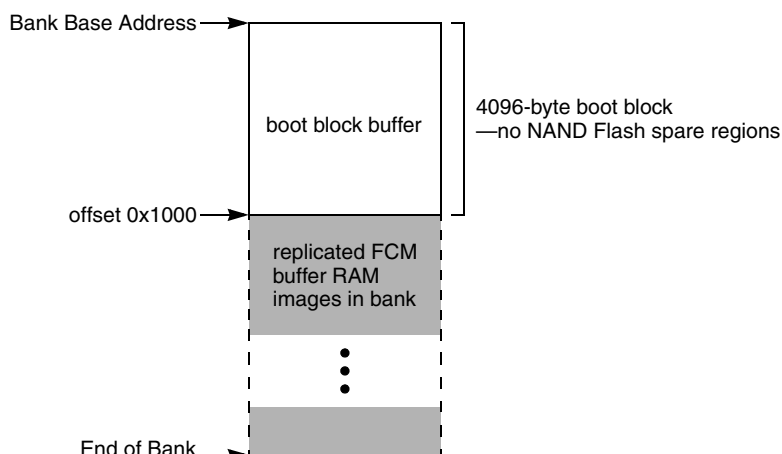 Bank Base Address
boot block buffer
4096-byte boot block
—no NAND Flash spare regions
offset 0x1000
replicated FCM
buffer RAM
images in bank
End of Bank